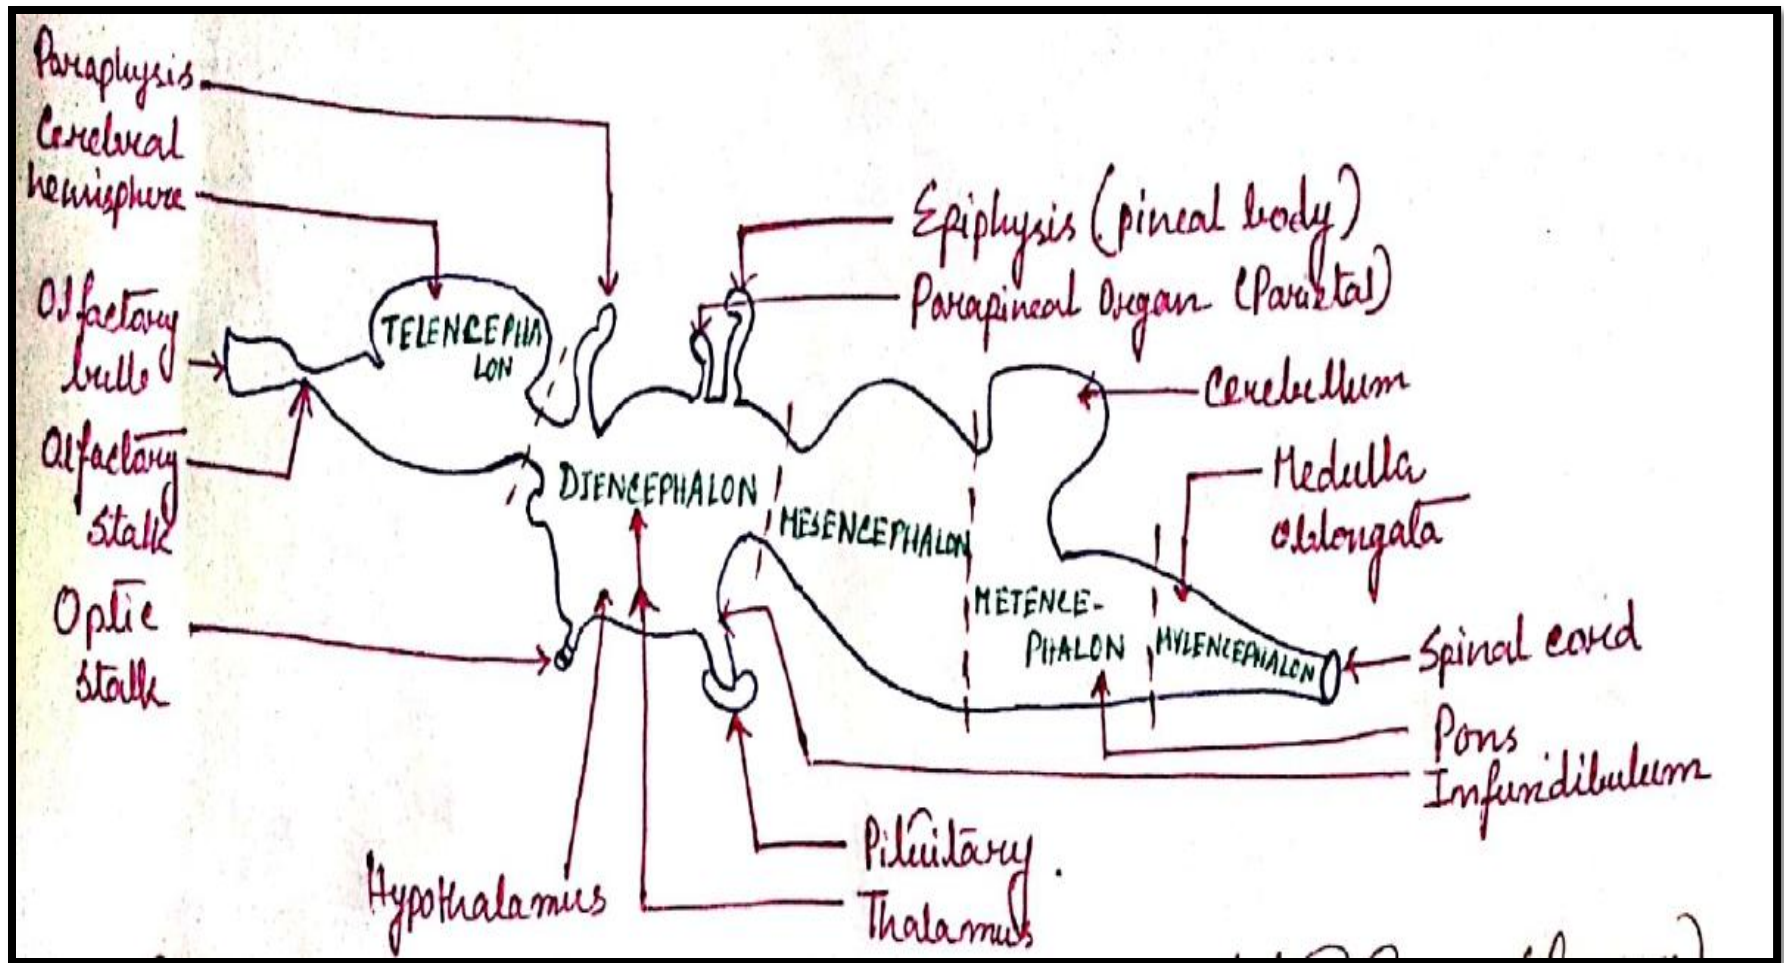 Paraphysis
Cerebral
hemisphere
Olfactory
bulb
Olfactory
Stalk
Optic
Stalk
TELENCEPHA
LON
Epiphysis (pineal body)
Parapineal Organ (Parietal)
Cerebellum
Medulla
oblongata
DIENCEPHALON
MESENCEPHALON
METENCE-
PHALON
MYLENCEPHALON
Spinal cord
Pons
Infundibulum
Pituitary
Thalamus
Hypothalamus